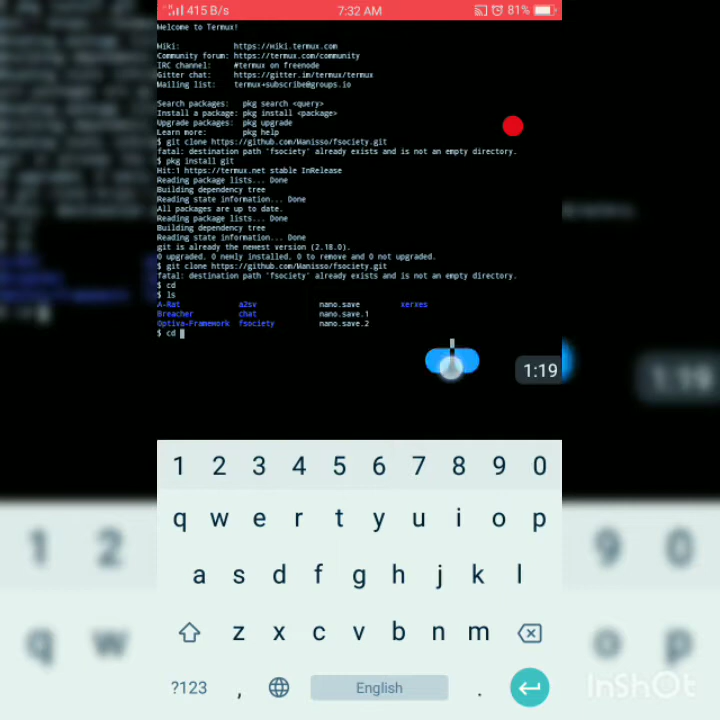 415 B/s 7:32 AM 81%
Welcome to Termux!
Wiki: https://wiki.termux.com
Community forum: https://termux.com/community
IRC channel: #termux on freenode
Gitter chat: https://gitter.im/termux/termux
Mailing list: termux+subscribe@groups.io
Search packages: pkg search <query>
Install a package: pkg install <package>
Upgrade packages: pkg upgrade
Learn more: pkg help
$ git clone https://github.com/Manisso/fsociety.git
fatal: destination path 'fsociety' already exists and is not an empty directory.
$ pkg install git
Hit:1 https://termux.net stable InRelease
Reading package lists... Done
Building dependency tree
Reading state information... Done
All packages are up to date.
Reading package lists... Done
Building dependency tree
Reading state information... Done
git is already the newest version (2.18.0).
0 upgraded, 0 newly installed, 0 to remove and 0 not upgraded.
$ git clone https://github.com/Manisso/fsociety.git
fatal: destination path 'fsociety' already exists and is not an empty directory.
$ cd
$ ls
A-Rat a2sv nano.save xerxes
Breacher chat nano.save.1
Optiva-Framework fsociety nano.save.2
$ cd
1:19
1 2 3 4 5 6 7 8 9 0
q w e r t y u i o p
a s d f g h j k l
z x c v b n m
?123 , English .
InShOt